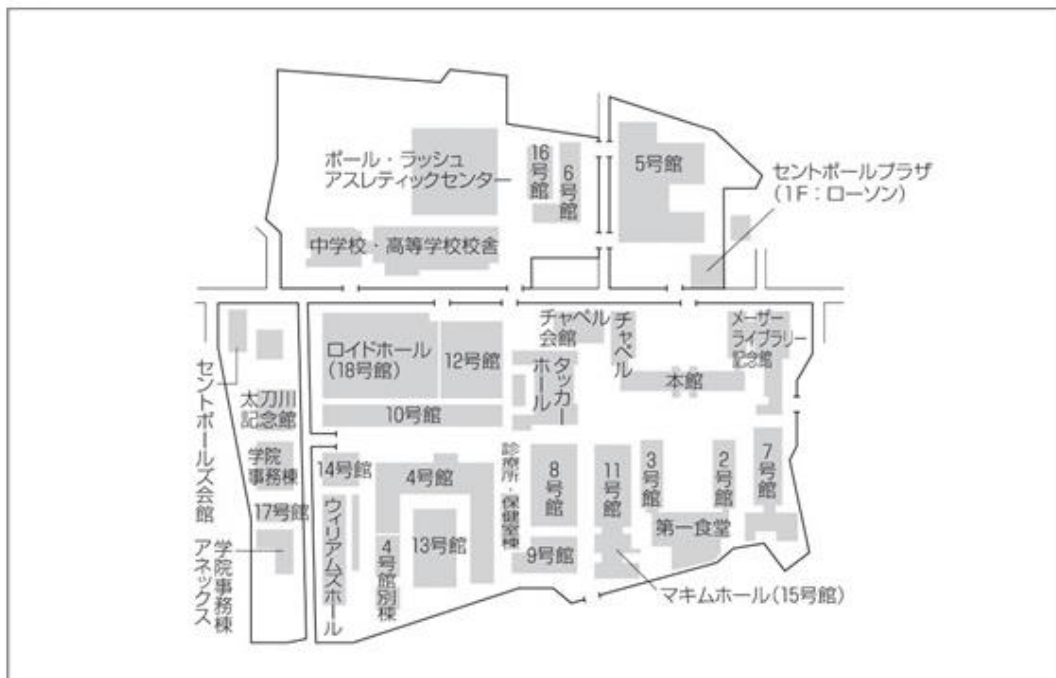 ポール・ラッシュ
アスレティックセンター
16号館
6号館
5号館
セントポールプラザ
(1F:ローソン)
中学校・高等学校校舎
ロイドホール
(18号館)
12号館
チャペル
会館
チャペル
メーザー
ライブラリー
記念館
タッカー
ホール
本館
10号館
セントポールズ会館
太刀川
記念館
学院
事務棟
17号館
学院事務棟
アネックス
14号館
ウィリアムズホール
4号館
4号館別棟
13号館
診療所・保健室棟
8号館
9号館
11号館
3号館
2号館
7号館
第一食堂
マキムホール(15号館)